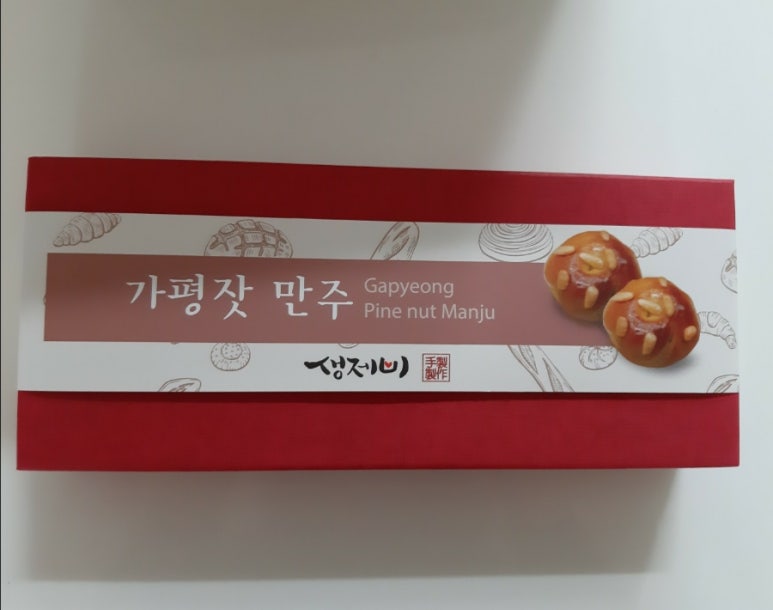 가평잣 만주
Gapyeong
Pine nut Manju
생제비
手製
製作